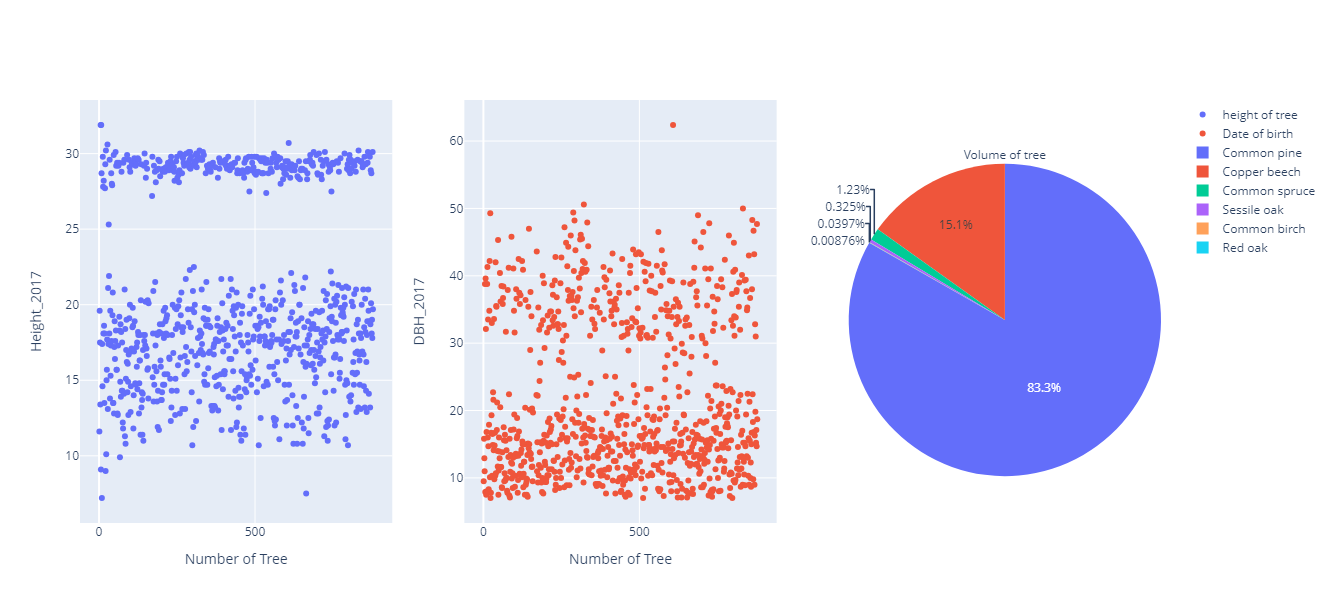 30
25
20
15
10
0
500
Number of Tree
Height_2017
60
50
40
30
20
10
0
500
Number of Tree
DBH_2017
Volume of tree
1.23%
0.325%
0.0397%
0.00876%
15.1%
83.3%
height of tree
Date of birth
Common pine
Copper beech
Common spruce
Sessile oak
Common birch
Red oak